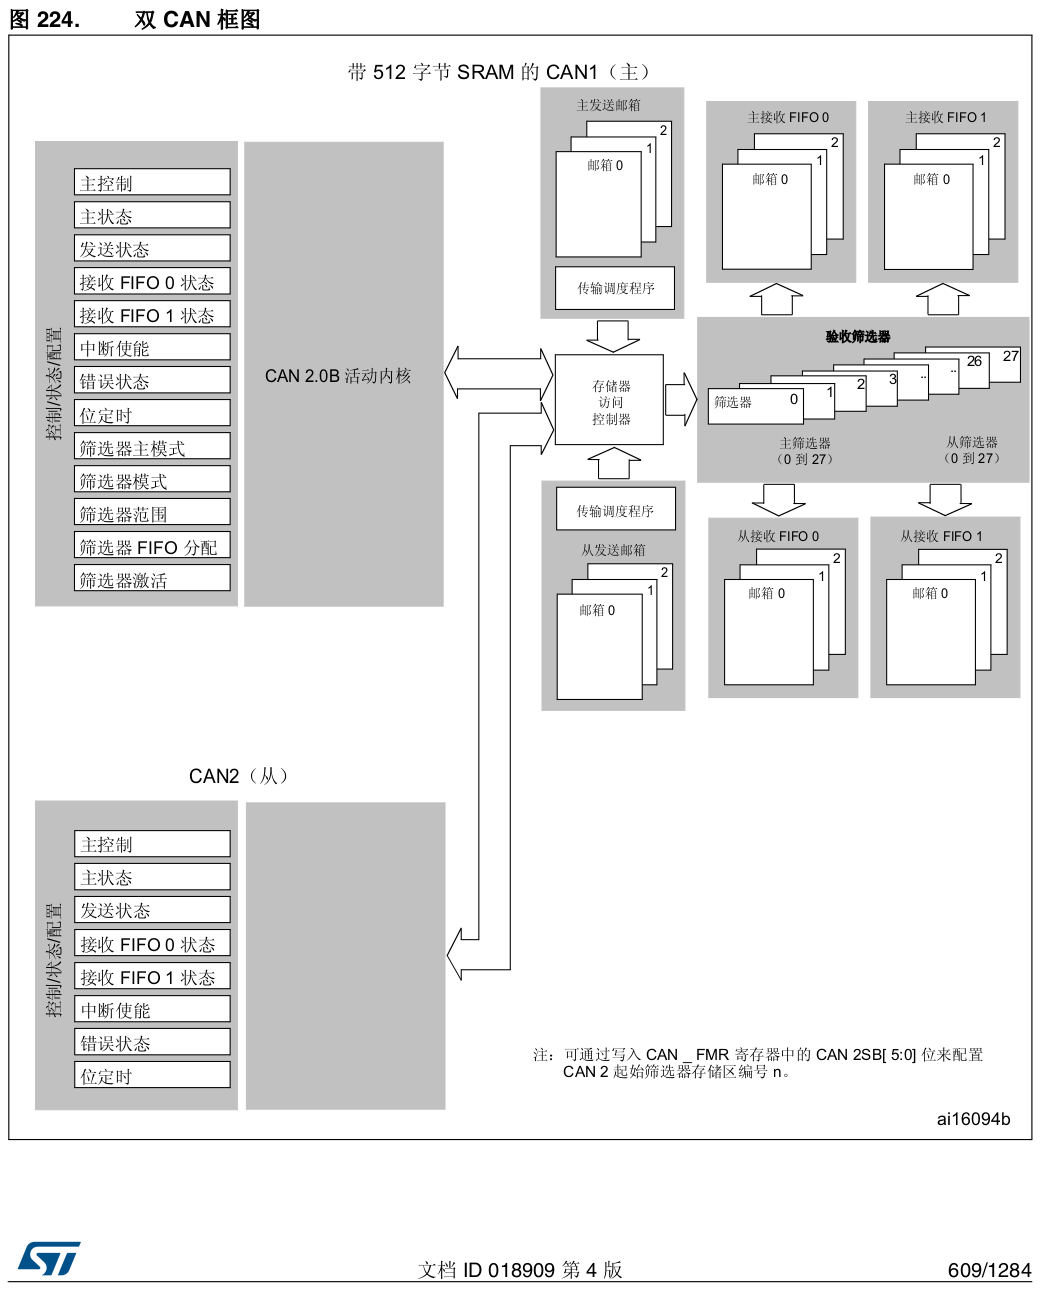 图 224. 双 CAN 框图
带 512 字节 SRAM 的 CAN1（主）
控制/状态/配置
主控制
主状态
发送状态
接收 FIFO 0 状态
接收 FIFO 1 状态
中断使能
错误状态
位定时
筛选器主模式
筛选器模式
筛选器范围
筛选器 FIFO 分配
筛选器激活
CAN 2.0B 活动内核
主发送邮箱
2
1
邮箱 0
传输调度程序
主接收 FIFO 0
2
1
邮箱 0
主接收 FIFO 1
2
1
邮箱 0
存储器
访问
控制器
验收筛选器
筛选器 0 1 2 3 .. .. 26 27
主筛选器
（0 到 27）
从筛选器
（0 到 27）
传输调度程序
从发送邮箱
2
1
邮箱 0
从接收 FIFO 0
2
1
邮箱 0
从接收 FIFO 1
2
1
邮箱 0
CAN2（从）
控制/状态/配置
主控制
主状态
发送状态
接收 FIFO 0 状态
接收 FIFO 1 状态
中断使能
错误状态
位定时
注：可通过写入 CAN _ FMR 寄存器中的 CAN 2SB[ 5:0] 位来配置
CAN 2 起始筛选器存储区编号 n。
ai16094b
ST
文档 ID 018909 第 4 版
609/1284